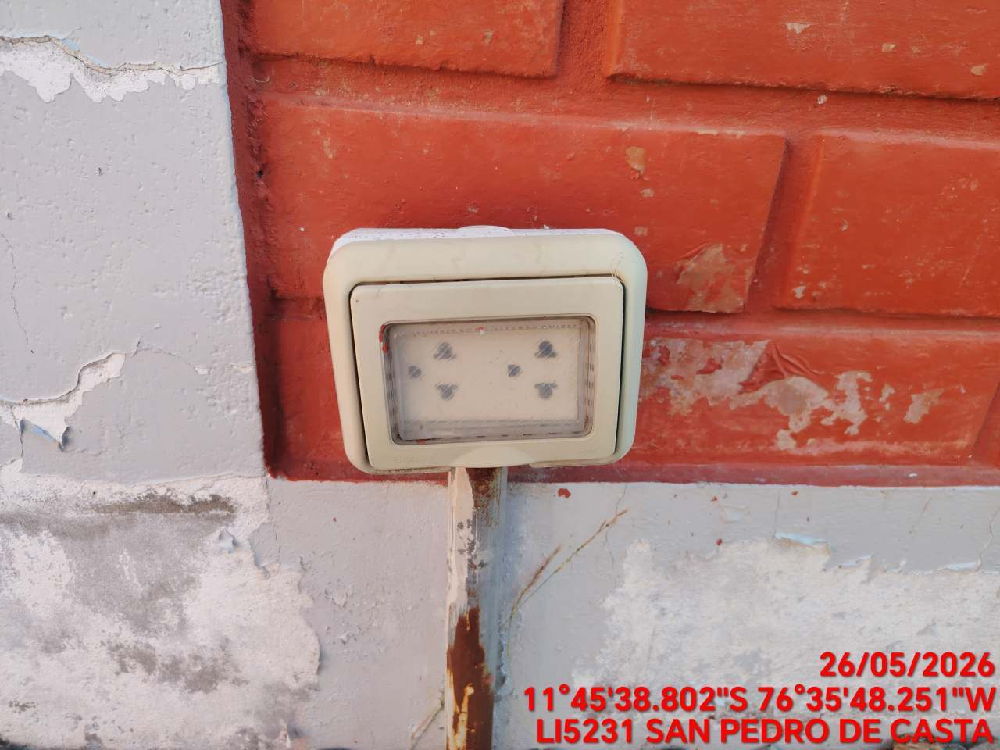 26/05/2026
11°45'38.802"S 76°35'48.251"W
LI5231 SAN PEDRO DE CASTA